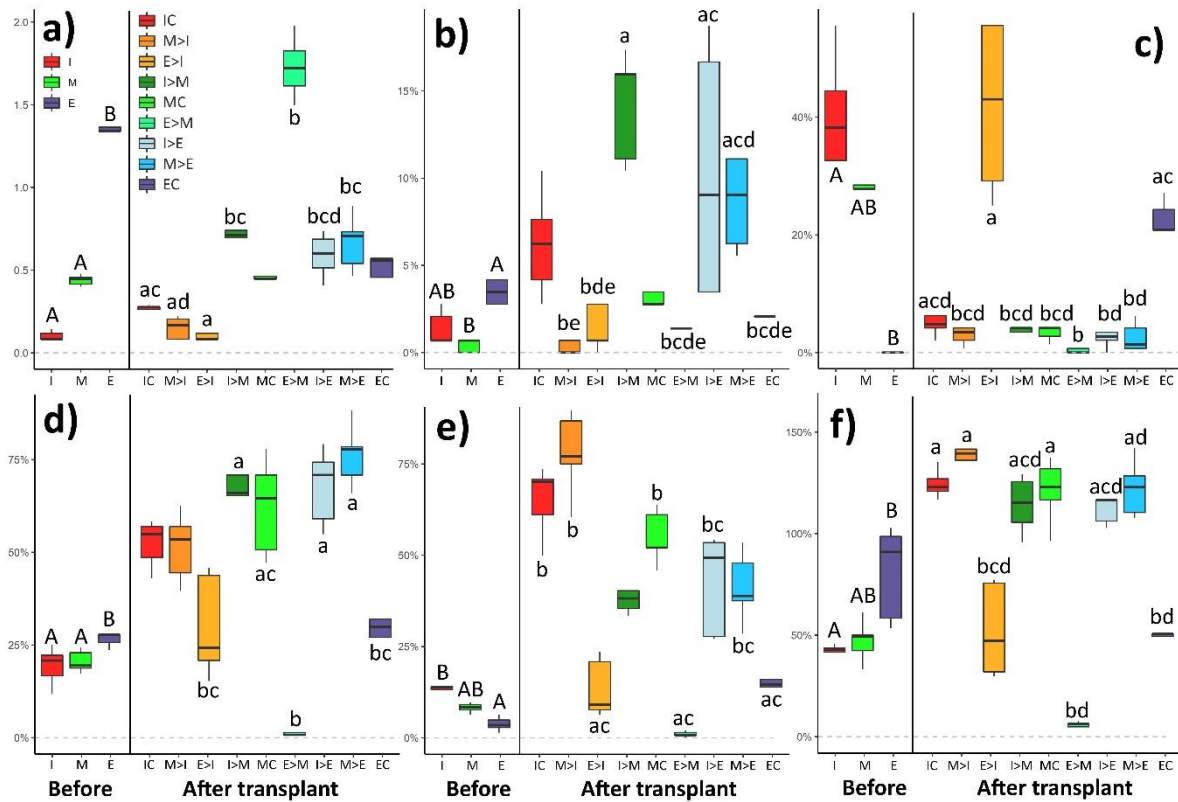 a)
2.0
1.5
1.0
0.5
0.0
I
M
E
IC
M>I
E>I
I>M
MC
E>M
I>E
M>E
EC
A A B
ac ad a bc b bcd bc
I M E IC M>I E>I I>M MC E>M I>E M>E EC
b)
15%
10%
5%
0%
AB B A
be bde a bcde ac acd bcde
I M E IC M>I E>I I>M MC E>M I>E M>E EC
c)
40%
20%
0%
A AB B
acd bcd a bcd bcd b bd bd ac
I M E IC M>I E>I I>M MC E>M I>E M>E EC
d)
75%
50%
25%
0%
A A B
bc a ac b a a bc
I M E IC M>I E>I I>M MC E>M I>E M>E EC
Before After transplant
e)
75%
50%
25%
0%
B AB A
b b ac b ac bc bc ac
I M E IC M>I E>I I>M MC E>M I>E M>E EC
Before After transplant
f)
150%
100%
50%
0%
A AB B
a a bcd acd a bd acd ad bd
I M E IC M>I E>I I>M MC E>M I>E M>E EC
Before After transplant